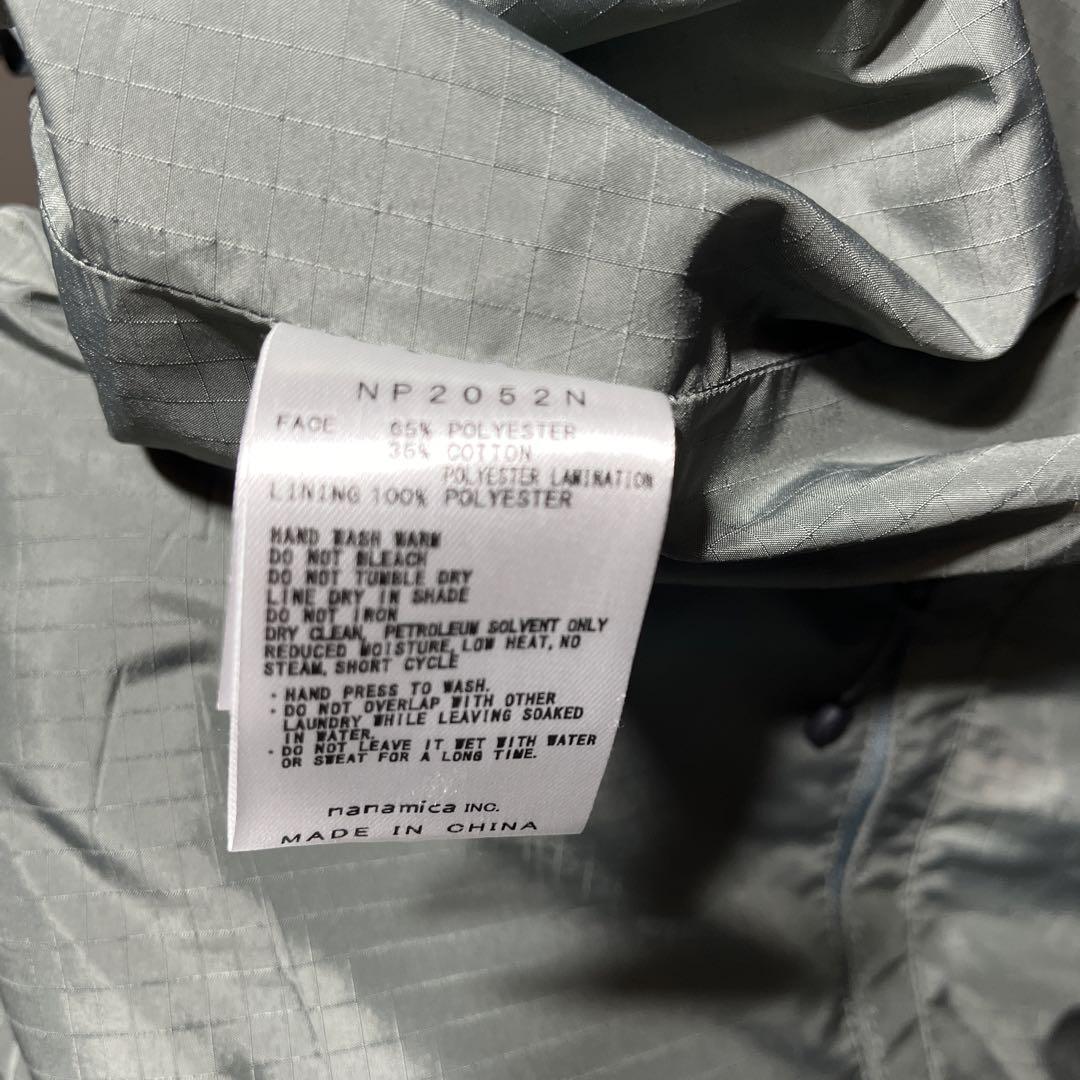 NP2052N
FACE 65% POLYESTER
35% COTTON
POLYESTER LAMINATION
LINING 100% POLYESTER
HAND WASH WARM
DO NOT BLEACH
DO NOT TUMBLE DRY
LINE DRY IN SHADE
DO NOT IRON
DRY CLEAN, PETROLEUM SOLVENT ONLY
REDUCED MOISTURE, LOW HEAT, NO
STEAM, SHORT CYCLE
・HAND PRESS TO WASH.
・DO NOT OVERLAP WITH OTHER
LAUNDRY WHILE LEAVING SOAKED
IN WATER.
・DO NOT LEAVE IT WET WITH WATER
OR SWEAT FOR A LONG TIME.
nanamica INC.
MADE IN CHINA